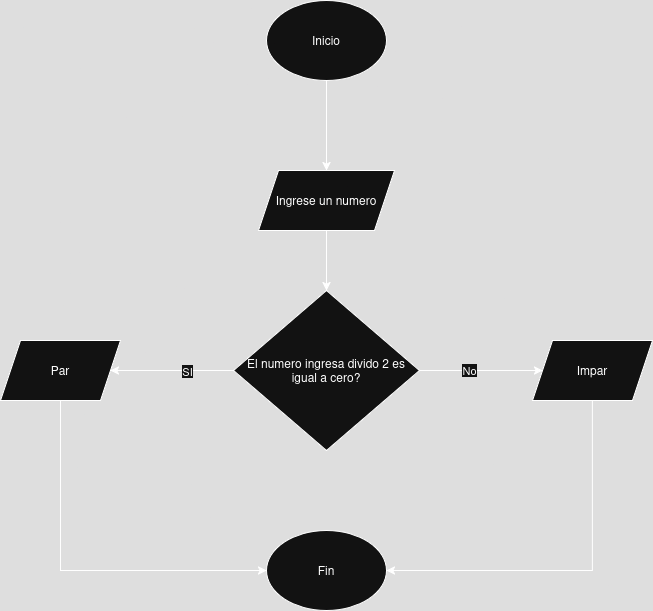 Inicio
Ingrese un numero
El numero ingresa divido 2 es
igual a cero?
Par
SI
No
Impar
Fin